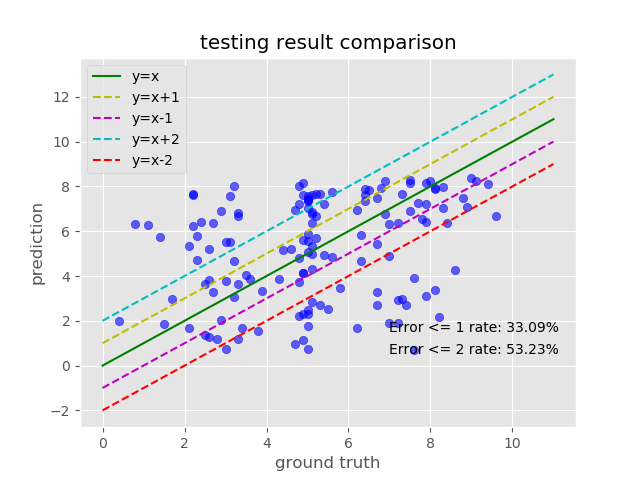 testing result comparison
y=x
y=x+1
y=x-1
y=x+2
y=x-2
12
10
8
6
4
2
0
−2
prediction
Error <= 1 rate: 33.09%
Error <= 2 rate: 53.23%
0 2 4 6 8 10
ground truth